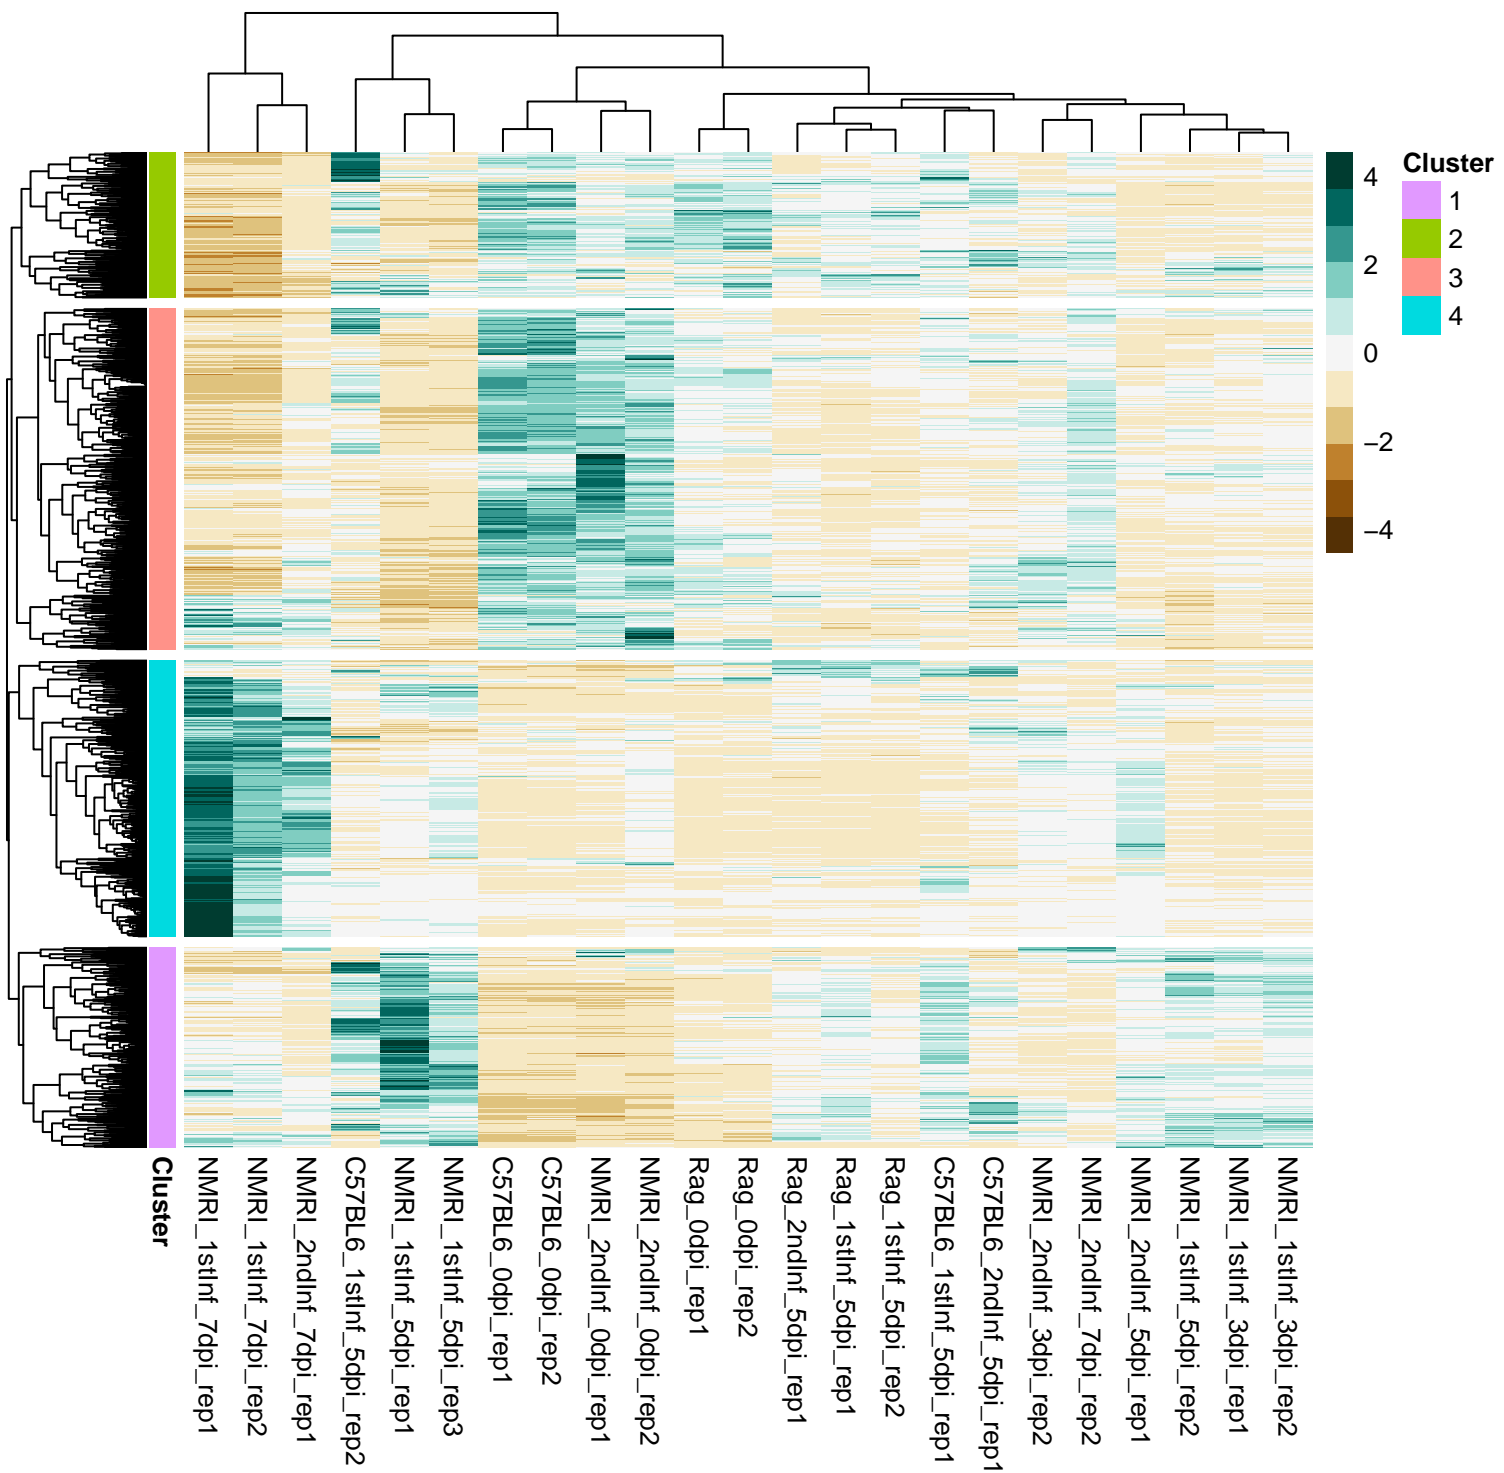 4
2
0
−2
−4
Cluster
1
2
3
4
Cluster
NMRI_1stInf_7dpi_rep1
NMRI_1stInf_7dpi_rep2
NMRI_2ndInf_7dpi_rep1
C57BL6_1stInf_5dpi_rep2
NMRI_1stInf_5dpi_rep1
NMRI_1stInf_5dpi_rep3
C57BL6_0dpi_rep1
C57BL6_0dpi_rep2
NMRI_2ndInf_0dpi_rep1
NMRI_2ndInf_0dpi_rep2
Rag_0dpi_rep1
Rag_0dpi_rep2
Rag_2ndInf_5dpi_rep1
Rag_1stInf_5dpi_rep1
Rag_1stInf_5dpi_rep2
C57BL6_1stInf_5dpi_rep1
C57BL6_2ndInf_5dpi_rep1
NMRI_2ndInf_3dpi_rep2
NMRI_2ndInf_7dpi_rep2
NMRI_2ndInf_5dpi_rep1
NMRI_1stInf_5dpi_rep2
NMRI_1stInf_3dpi_rep1
NMRI_1stInf_3dpi_rep2